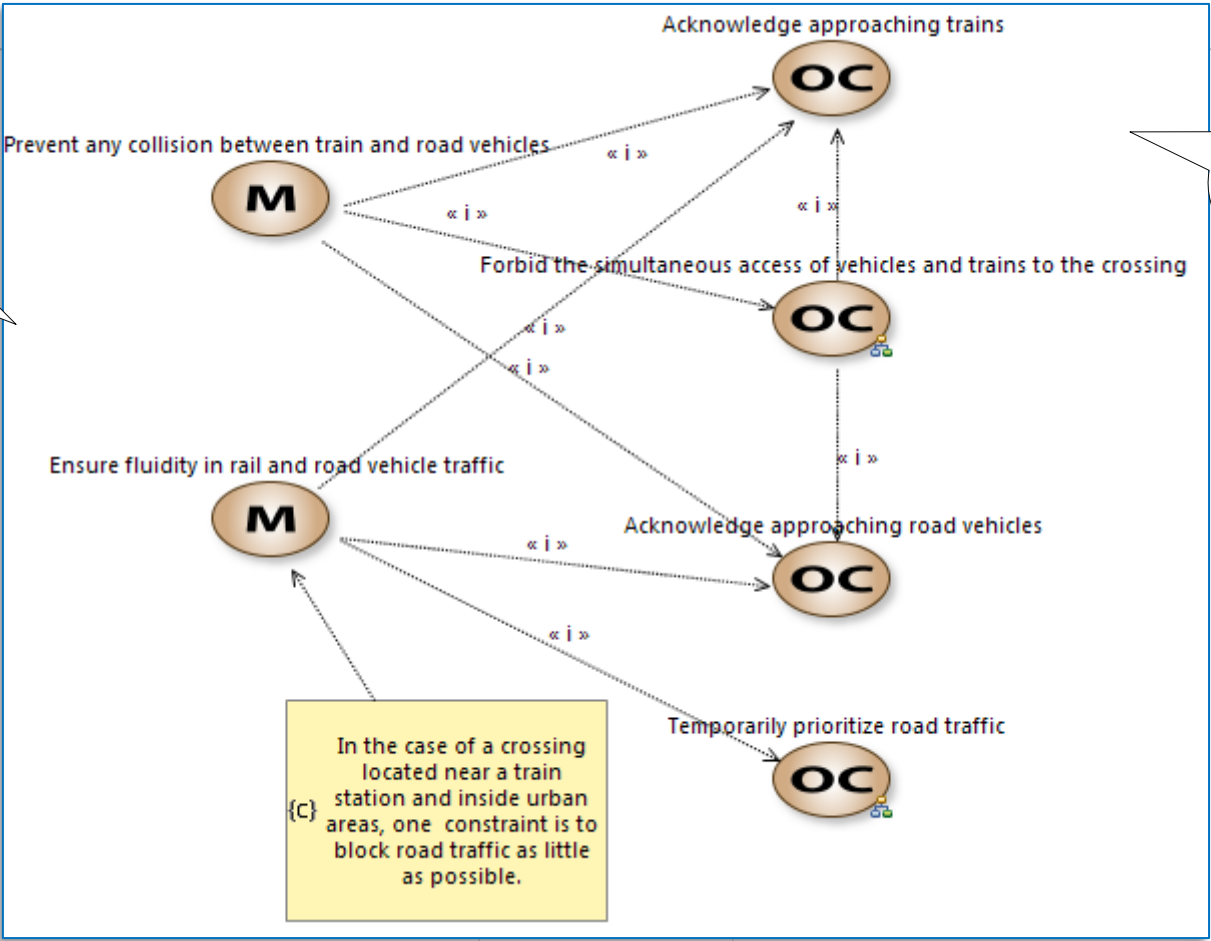 Acknowledge approaching trains
OC
Prevent any collision between train and road vehicles
M
« i »
« i »
« i »
Forbid the simultaneous access of vehicles and trains to the crossing
OC
« i »
« i »
Ensure fluidity in rail and road vehicle traffic
M
« i »
Acknowledge approaching road vehicles
OC
« i »
« i »
Temporarily prioritize road traffic
OC
{c}
In the case of a crossing
located near a train
station and inside urban
areas, one constraint is to
block road traffic as little
as possible.